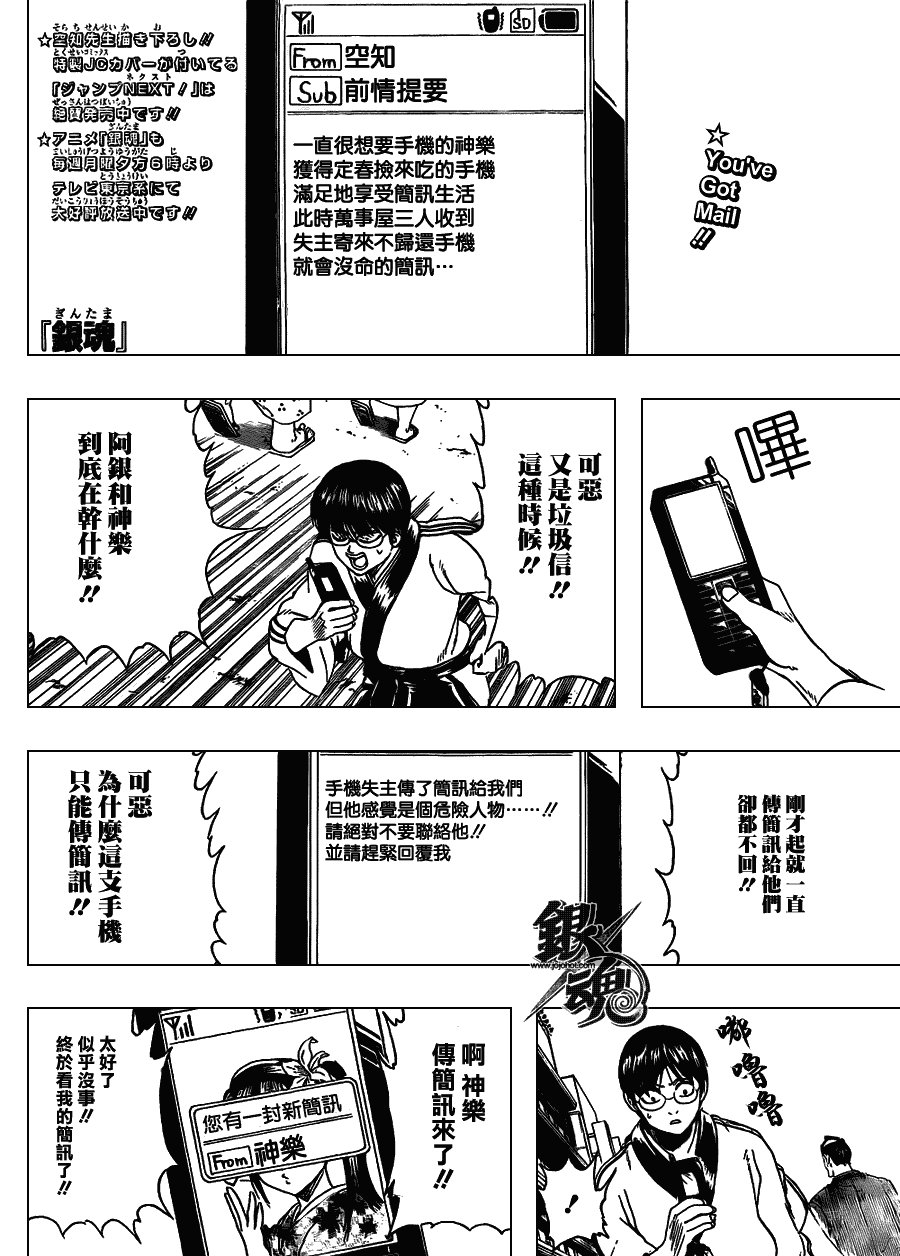 ☆空知先生描き下ろし!!
特製JCカバーが付いてる
『ジャンプNEXT!』は
絶賛発売中です!!
☆アニメ『銀魂』も
毎週月曜夕方6時より
テレビ東京系にて
大好評放送中です!!
ぎんたま
『銀魂』
SD
From 空知
Sub 前情提要
一直很想要手機的神樂
獲得定春撿來吃的手機
滿足地享受簡訊生活
此時萬事屋三人收到
失主寄來不歸還手機
就會沒命的簡訊…
☆
You've
Got
Mail
!!
嗶
可惡
又是垃圾信!!
這種時候!!
阿銀和神樂
到底在幹什麼!!
剛才起就一直
傳簡訊給他們
卻都不回!!
手機失主傳了簡訊給我們
但他感覺是個危險人物……!!
請絕對不要聯絡他!!
並請趕緊回覆我
可惡
為什麼這支手機
只能傳簡訊!!
銀魂
www.jojohot.com
嘟嚕嚕
!
啊 神樂
傳簡訊來了!!
您有一封新簡訊
From 神樂
太好了
似乎沒事!!
終於看我的簡訊了!!